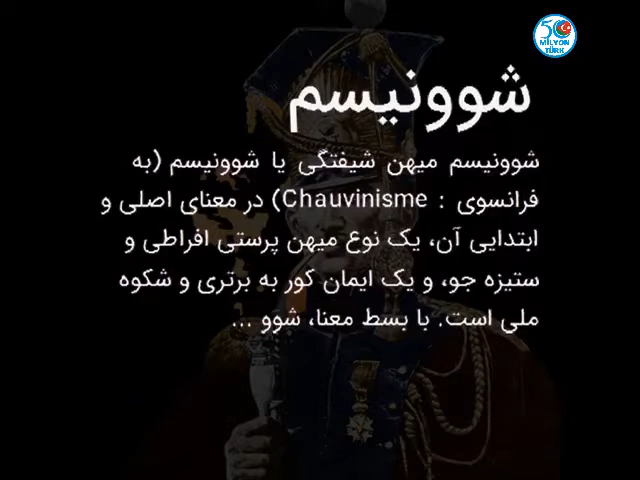 50
MİLYON
TÜRK
شوونیسم
شوونیسم میهن شیفتگی یا شوونیسم (به
فرانسوی : Chauvinisme) در معنای اصلی و
ابتدایی آن، یک نوع میهن پرستی افراطی و
ستیزه جو، و یک ایمان کور به برتری و شکوه
ملی است. با بسط معنا، شوو ...